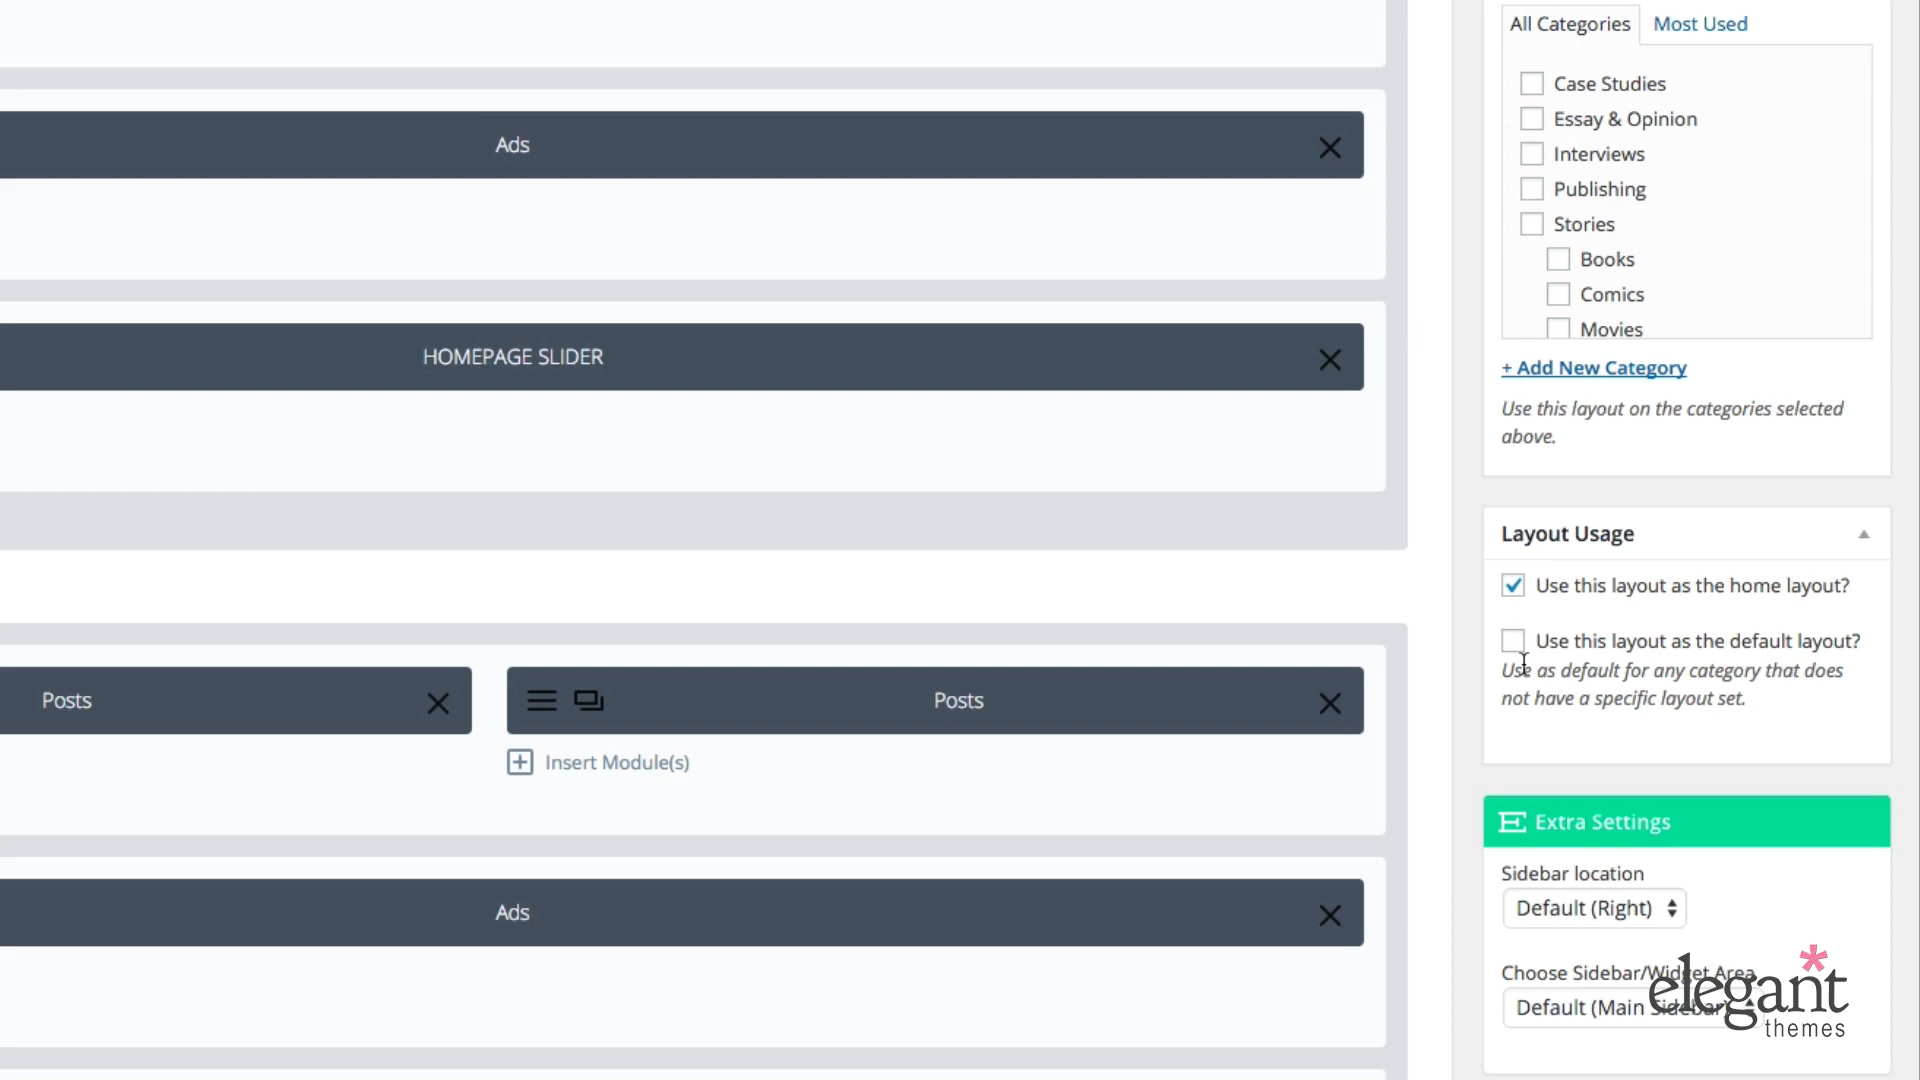 All Categories Most Used
Case Studies
Essay & Opinion
Interviews
Publishing
Stories
Books
Comics
Movies
+ Add New Category
Use this layout on the categories selected
above.
Ads
HOMEPAGE SLIDER
Layout Usage
Use this layout as the home layout?
Use this layout as the default layout?
Use as default for any category that does
not have a specific layout set.
Posts
Posts
Insert Module(s)
Ads
Extra Settings
Sidebar location
Default (Right)
Choose Sidebar/Widget Area
Default (Main Sidebar)
elegant
themes